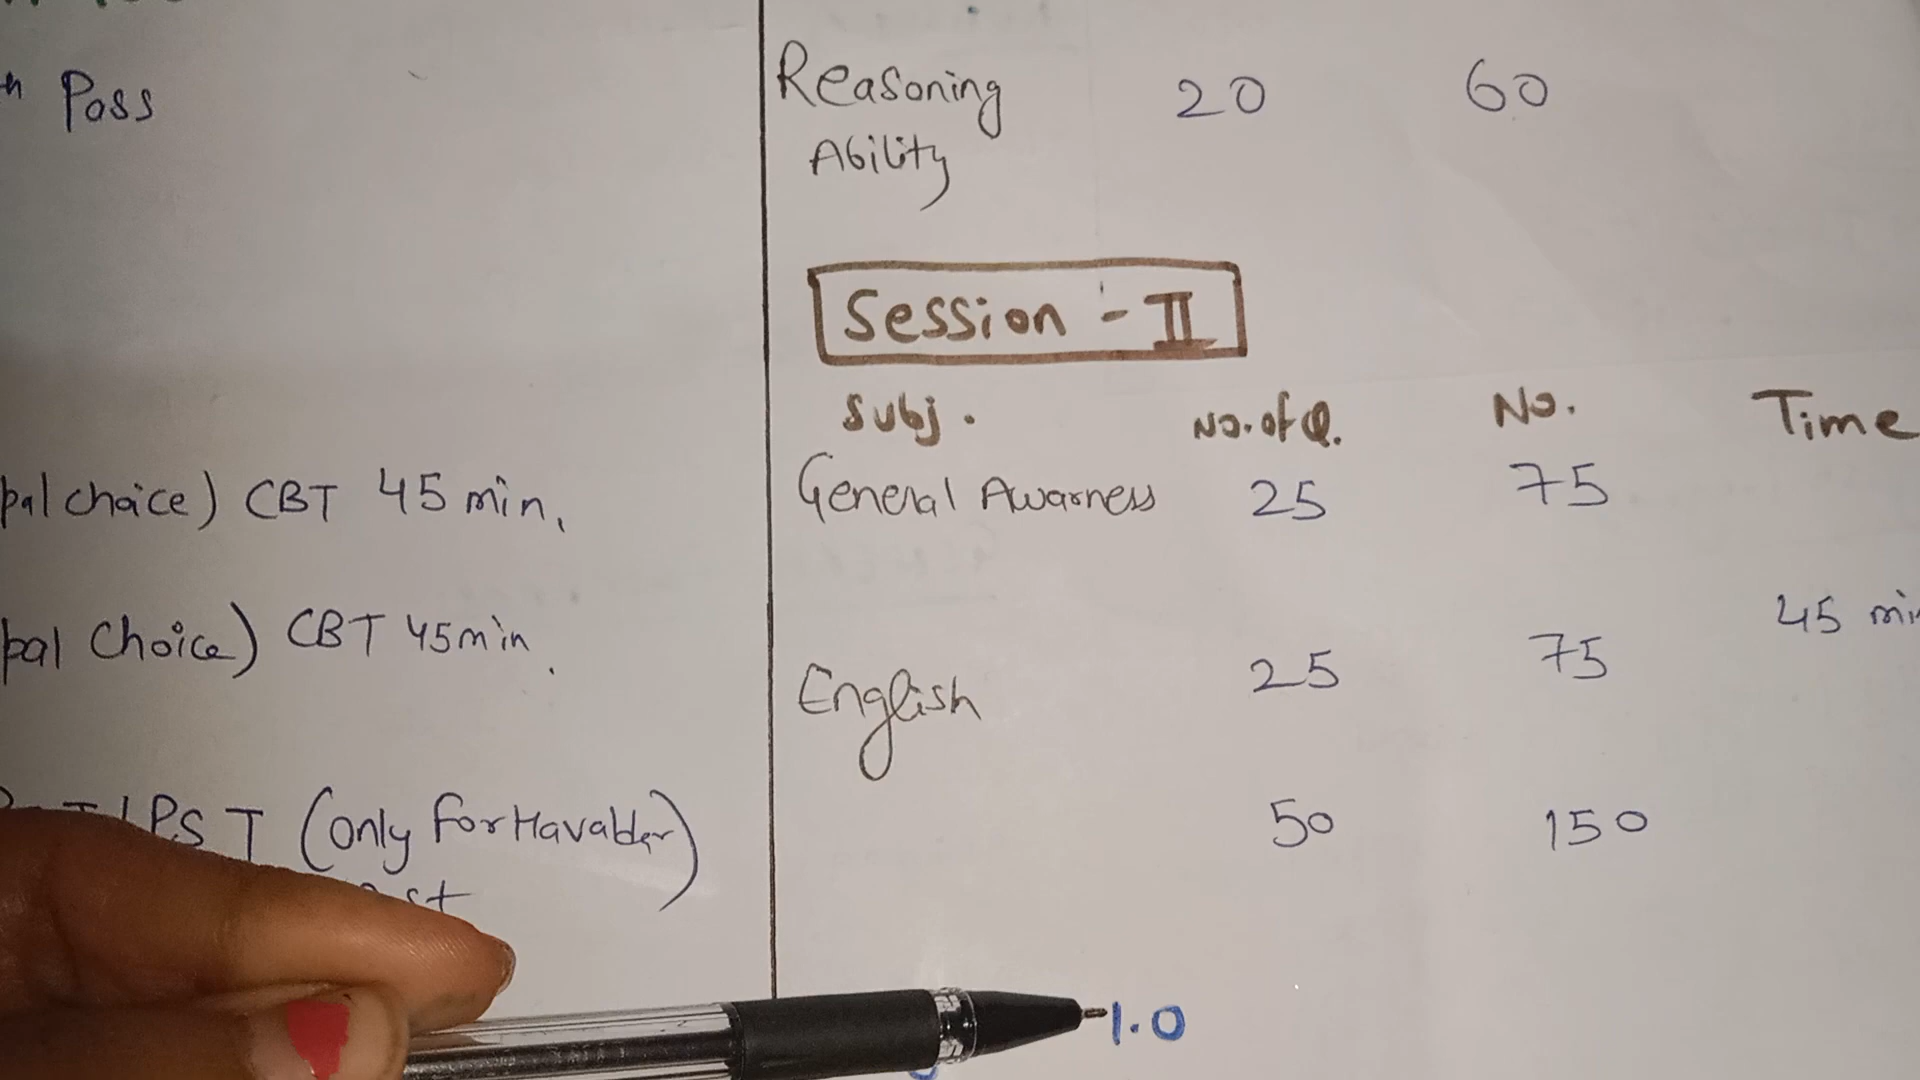 th Pass
pal choice) CBT 45 min,
pal Choice) CBT 45 min.
PST (only For Havalder)
Reasoning 20 60
Ability
Session - II
Subj. No. of Q. No. Time
General Awarness 25 75
45 min
English 25 75
50 150
-1.0